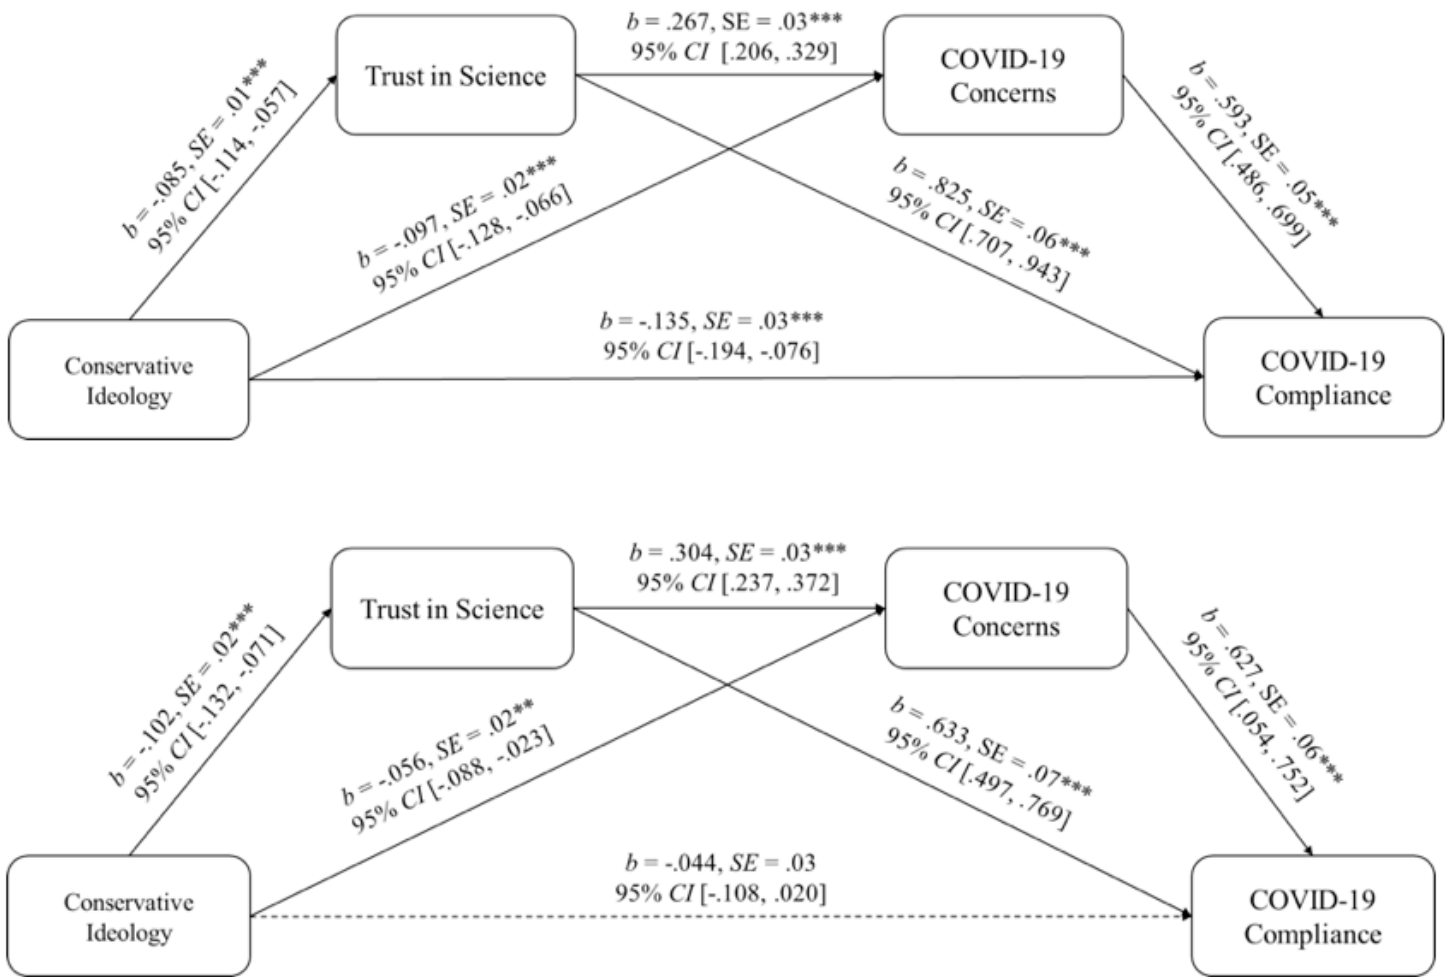 b = .267, SE = .03***
95% CI [.206, .329]
Trust in Science
COVID-19
Concerns
b = -.085, SE = .01***
95% CI [-.114, -.057]
b = -.097, SE = .02***
95% CI [-.128, -.066]
b = .825, SE = .06***
95% CI [.707, .943]
b = .593, SE = .05***
95% CI [.486, .699]
b = -.135, SE = .03***
95% CI [-.194, -.076]
Conservative
Ideology
COVID-19
Compliance
b = .304, SE = .03***
95% CI [.237, .372]
Trust in Science
COVID-19
Concerns
b = -.102, SE = .02***
95% CI [-.132, -.071]
b = -.056, SE = .02**
95% CI [-.088, -.023]
b = .633, SE = .07***
95% CI [.497, .769]
b = .627, SE = .06***
95% CI [.054, .752]
b = -.044, SE = .03
95% CI [-.108, .020]
Conservative
Ideology
COVID-19
Compliance